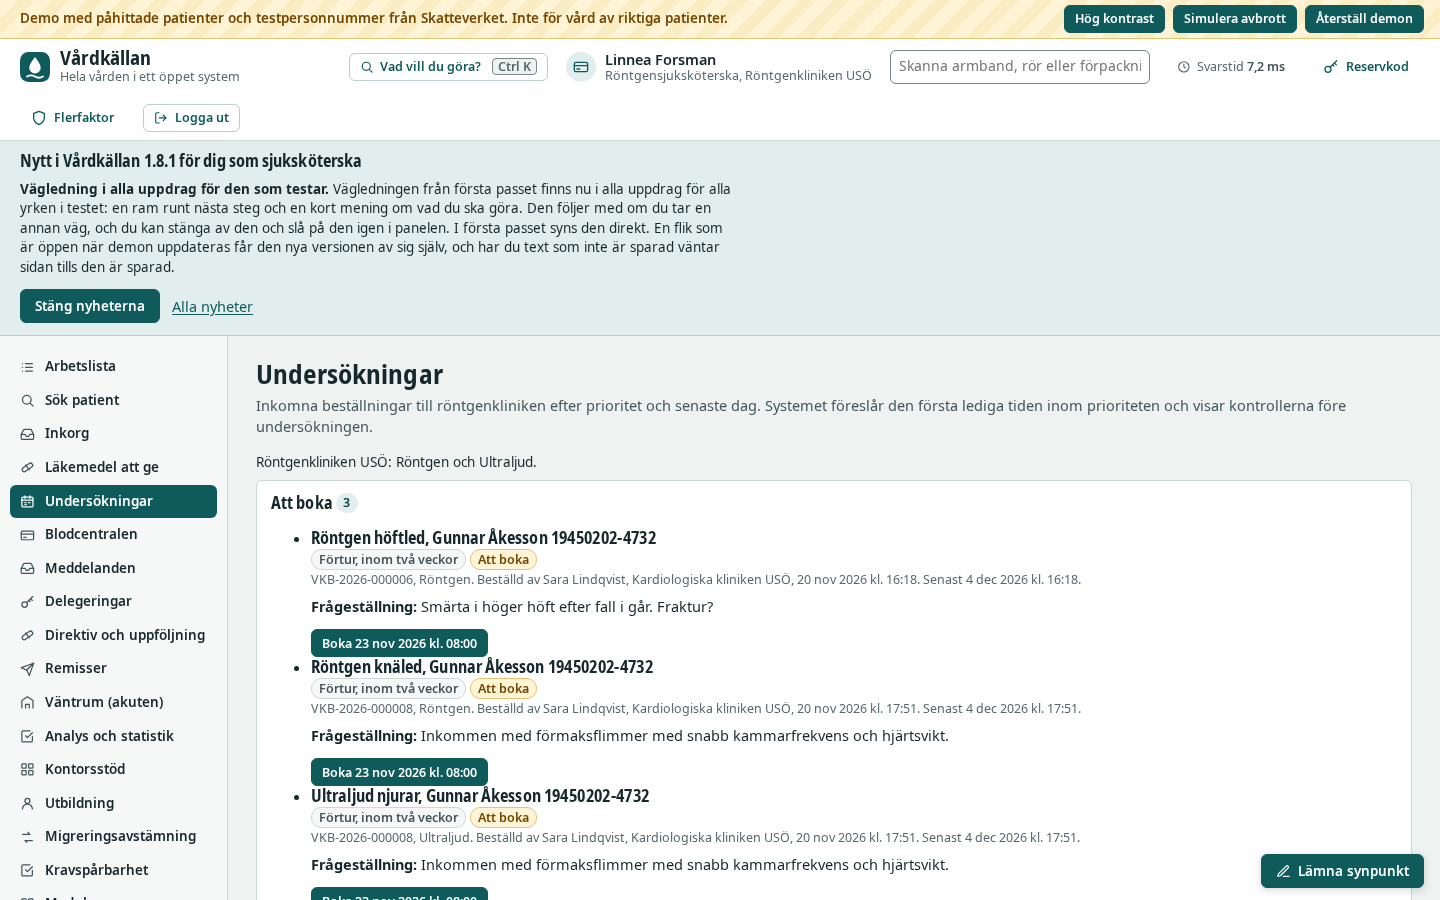 Demo med påhittade patienter och testpersonnummer från Skatteverket. Inte för vård av riktiga patienter.
Hög kontrast
Simulera avbrott
Återställ demon
Vårdkällan
Hela vården i ett öppet system
Vad vill du göra? Ctrl K
Linnea Forsman
Röntgensjuksköterska, Röntgenkliniken USÖ
Skanna armband, rör eller förpackni
Svarstid 7,2 ms
Reservkod
Flerfaktor
Logga ut
Nytt i Vårdkällan 1.8.1 för dig som sjuksköterska
Vägledning i alla uppdrag för den som testar. Vägledningen från första passet finns nu i alla uppdrag för alla
yrken i testet: en ram runt nästa steg och en kort mening om vad du ska göra. Den följer med om du tar en
annan väg, och du kan stänga av den och slå på den igen i panelen. I första passet syns den direkt. En flik som
är öppen när demon uppdateras får den nya versionen av sig själv, och har du text som inte är sparad väntar
sidan tills den är sparad.
Stäng nyheterna
Alla nyheter
Arbetslista
Sök patient
Inkorg
Läkemedel att ge
Undersökningar
Blodcentralen
Meddelanden
Delegeringar
Direktiv och uppföljning
Remisser
Väntrum (akuten)
Analys och statistik
Kontorsstöd
Utbildning
Migreringsavstämning
Kravspårbarhet
Undersökningar
Inkomna beställningar till röntgenkliniken efter prioritet och senaste dag. Systemet föreslår den första lediga tiden inom prioriteten och visar kontrollerna före
undersökningen.
Röntgenkliniken USÖ: Röntgen och Ultraljud.
Att boka 3
Röntgen höftled, Gunnar Åkesson 19450202-4732
Förtur, inom två veckor Att boka
VKB-2026-000006, Röntgen. Beställd av Sara Lindqvist, Kardiologiska kliniken USÖ, 20 nov 2026 kl. 16:18. Senast 4 dec 2026 kl. 16:18.
Frågeställning: Smärta i höger höft efter fall i går. Fraktur?
Boka 23 nov 2026 kl. 08:00
Röntgen knäled, Gunnar Åkesson 19450202-4732
Förtur, inom två veckor Att boka
VKB-2026-000008, Röntgen. Beställd av Sara Lindqvist, Kardiologiska kliniken USÖ, 20 nov 2026 kl. 17:51. Senast 4 dec 2026 kl. 17:51.
Frågeställning: Inkommen med förmaksflimmer med snabb kammarfrekvens och hjärtsvikt.
Boka 23 nov 2026 kl. 08:00
Ultraljud njurar, Gunnar Åkesson 19450202-4732
Förtur, inom två veckor Att boka
VKB-2026-000008, Ultraljud. Beställd av Sara Lindqvist, Kardiologiska kliniken USÖ, 20 nov 2026 kl. 17:51. Senast 4 dec 2026 kl. 17:51.
Frågeställning: Inkommen med förmaksflimmer med snabb kammarfrekvens och hjärtsvikt.
Lämna synpunkt